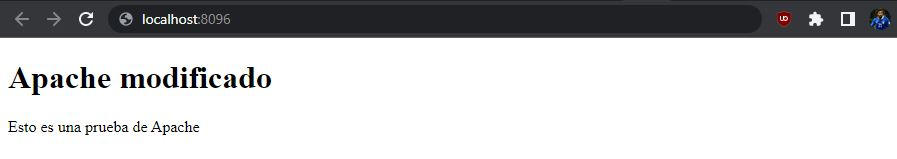 localhost:8096
Apache modificado
Esto es una prueba de Apache